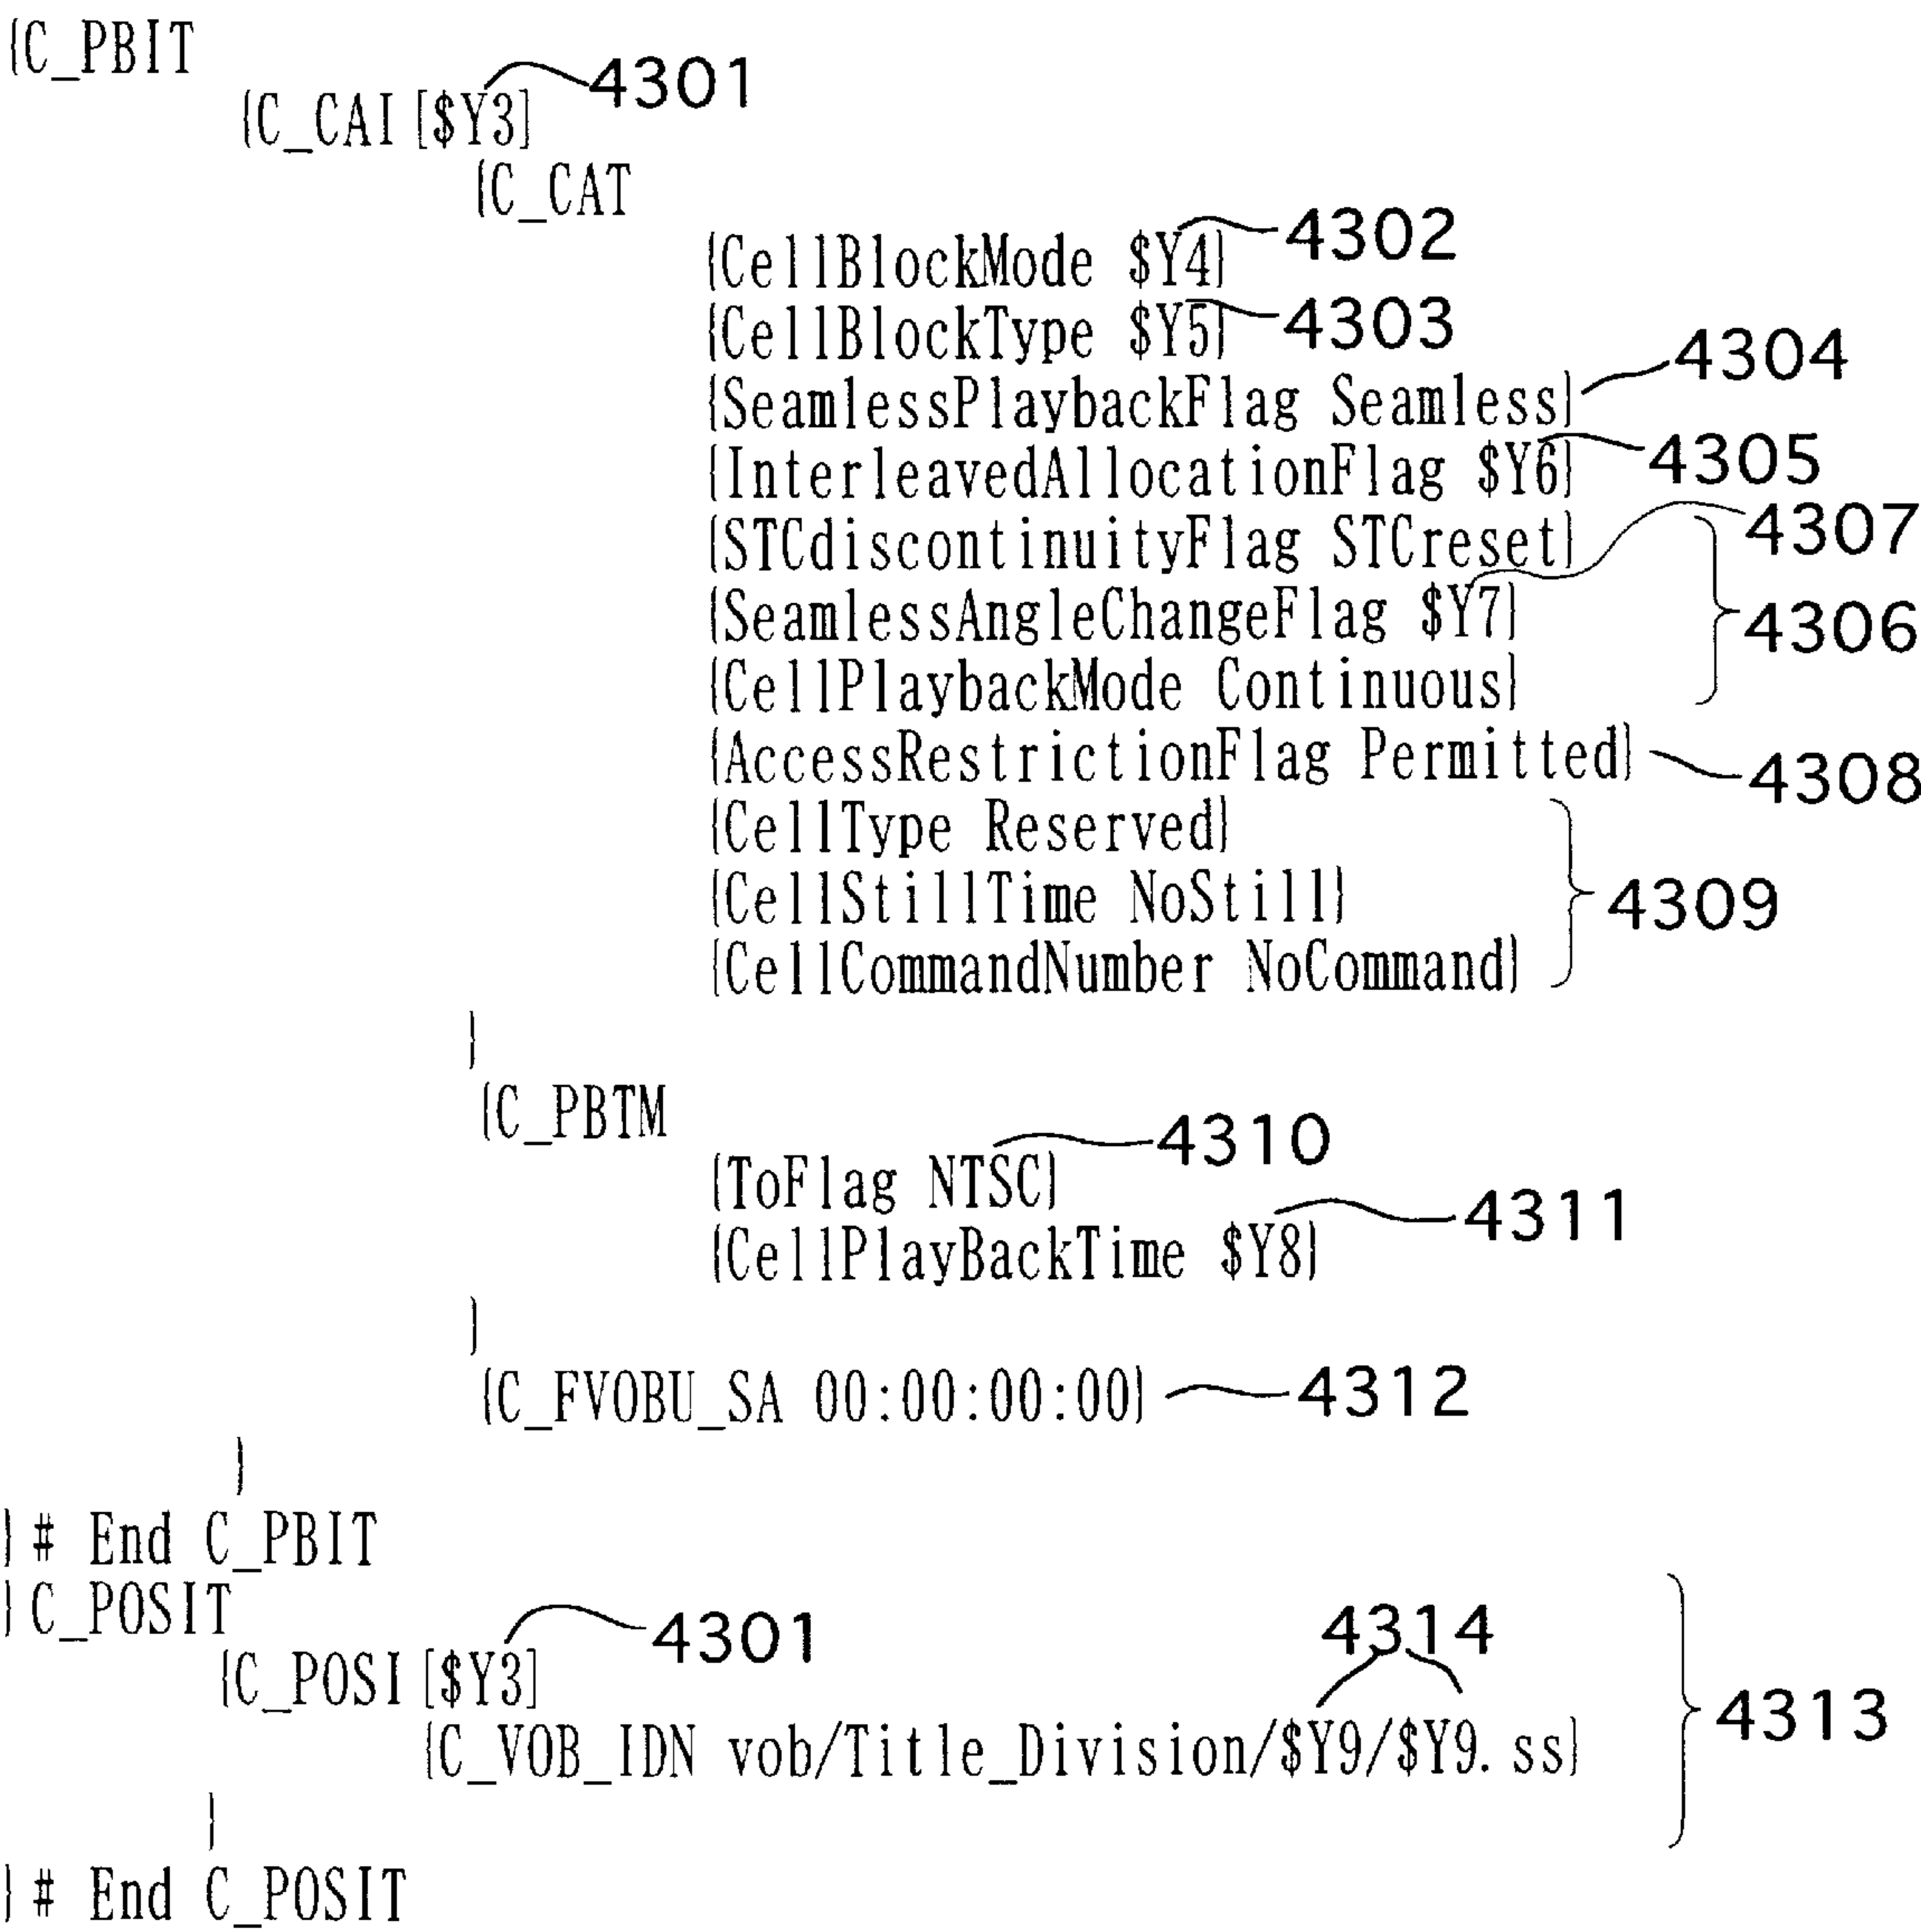 {C_PBIT
{C_CAI[$Y3] 4301
{C_CAT
{CellBlockMode $Y4} 4302
{CellBlockType $Y5} 4303
{SeamlessPlaybackFlag Seamless} 4304
{InterleavedAllocationFlag $Y6} 4305
{STCdiscontinuityFlag STCreset} 4307
{SeamlessAngleChangeFlag $Y7} 4306
{CellPlaybackMode Continuous}
{AccessRestrictionFlag Permitted} 4308
{CellType Reserved}
{CellStillTime NoStill} 4309
{CellCommandNumber NoCommand}
}
{C_PBTM
{ToFlag NTSC} 4310
{CellPlayBackTime $Y8} 4311
}
{C_FVOBU_SA 00:00:00:00} 4312
}
}# End C_PBIT
}C_POSIT
{C_POSI[$Y3] 4301 4314
{C_VOB_IDN vob/Title_Division/$Y9/$Y9.ss} 4313
}
}# End C_POSIT